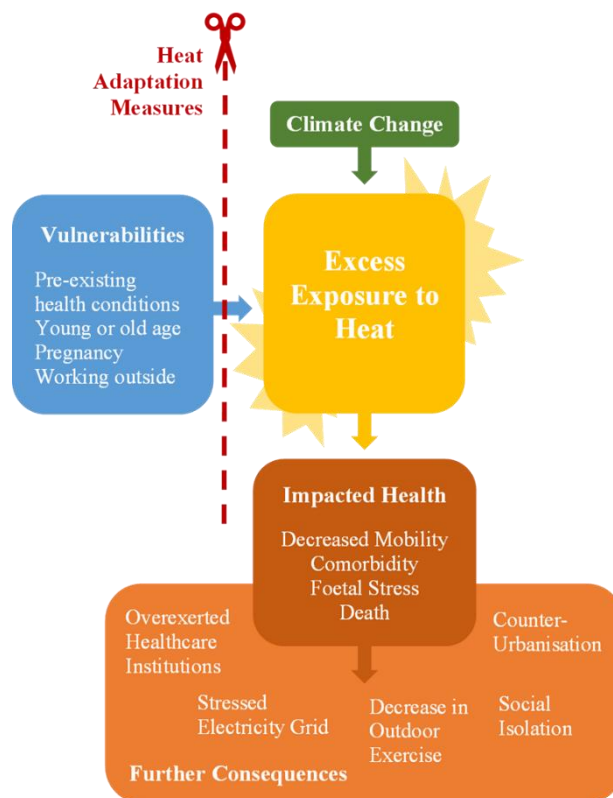 Heat
Adaptation
Measures
Climate Change
Vulnerabilities
Pre-existing
health conditions
Young or old age
Pregnancy
Working outside
Excess
Exposure to
Heat
Impacted Health
Decreased Mobility
Comorbidity
Foetal Stress
Death
Overexerted
Healthcare
Institutions
Counter-
Urbanisation
Stressed
Electricity Grid
Decrease in
Outdoor
Exercise
Social
Isolation
Further Consequences